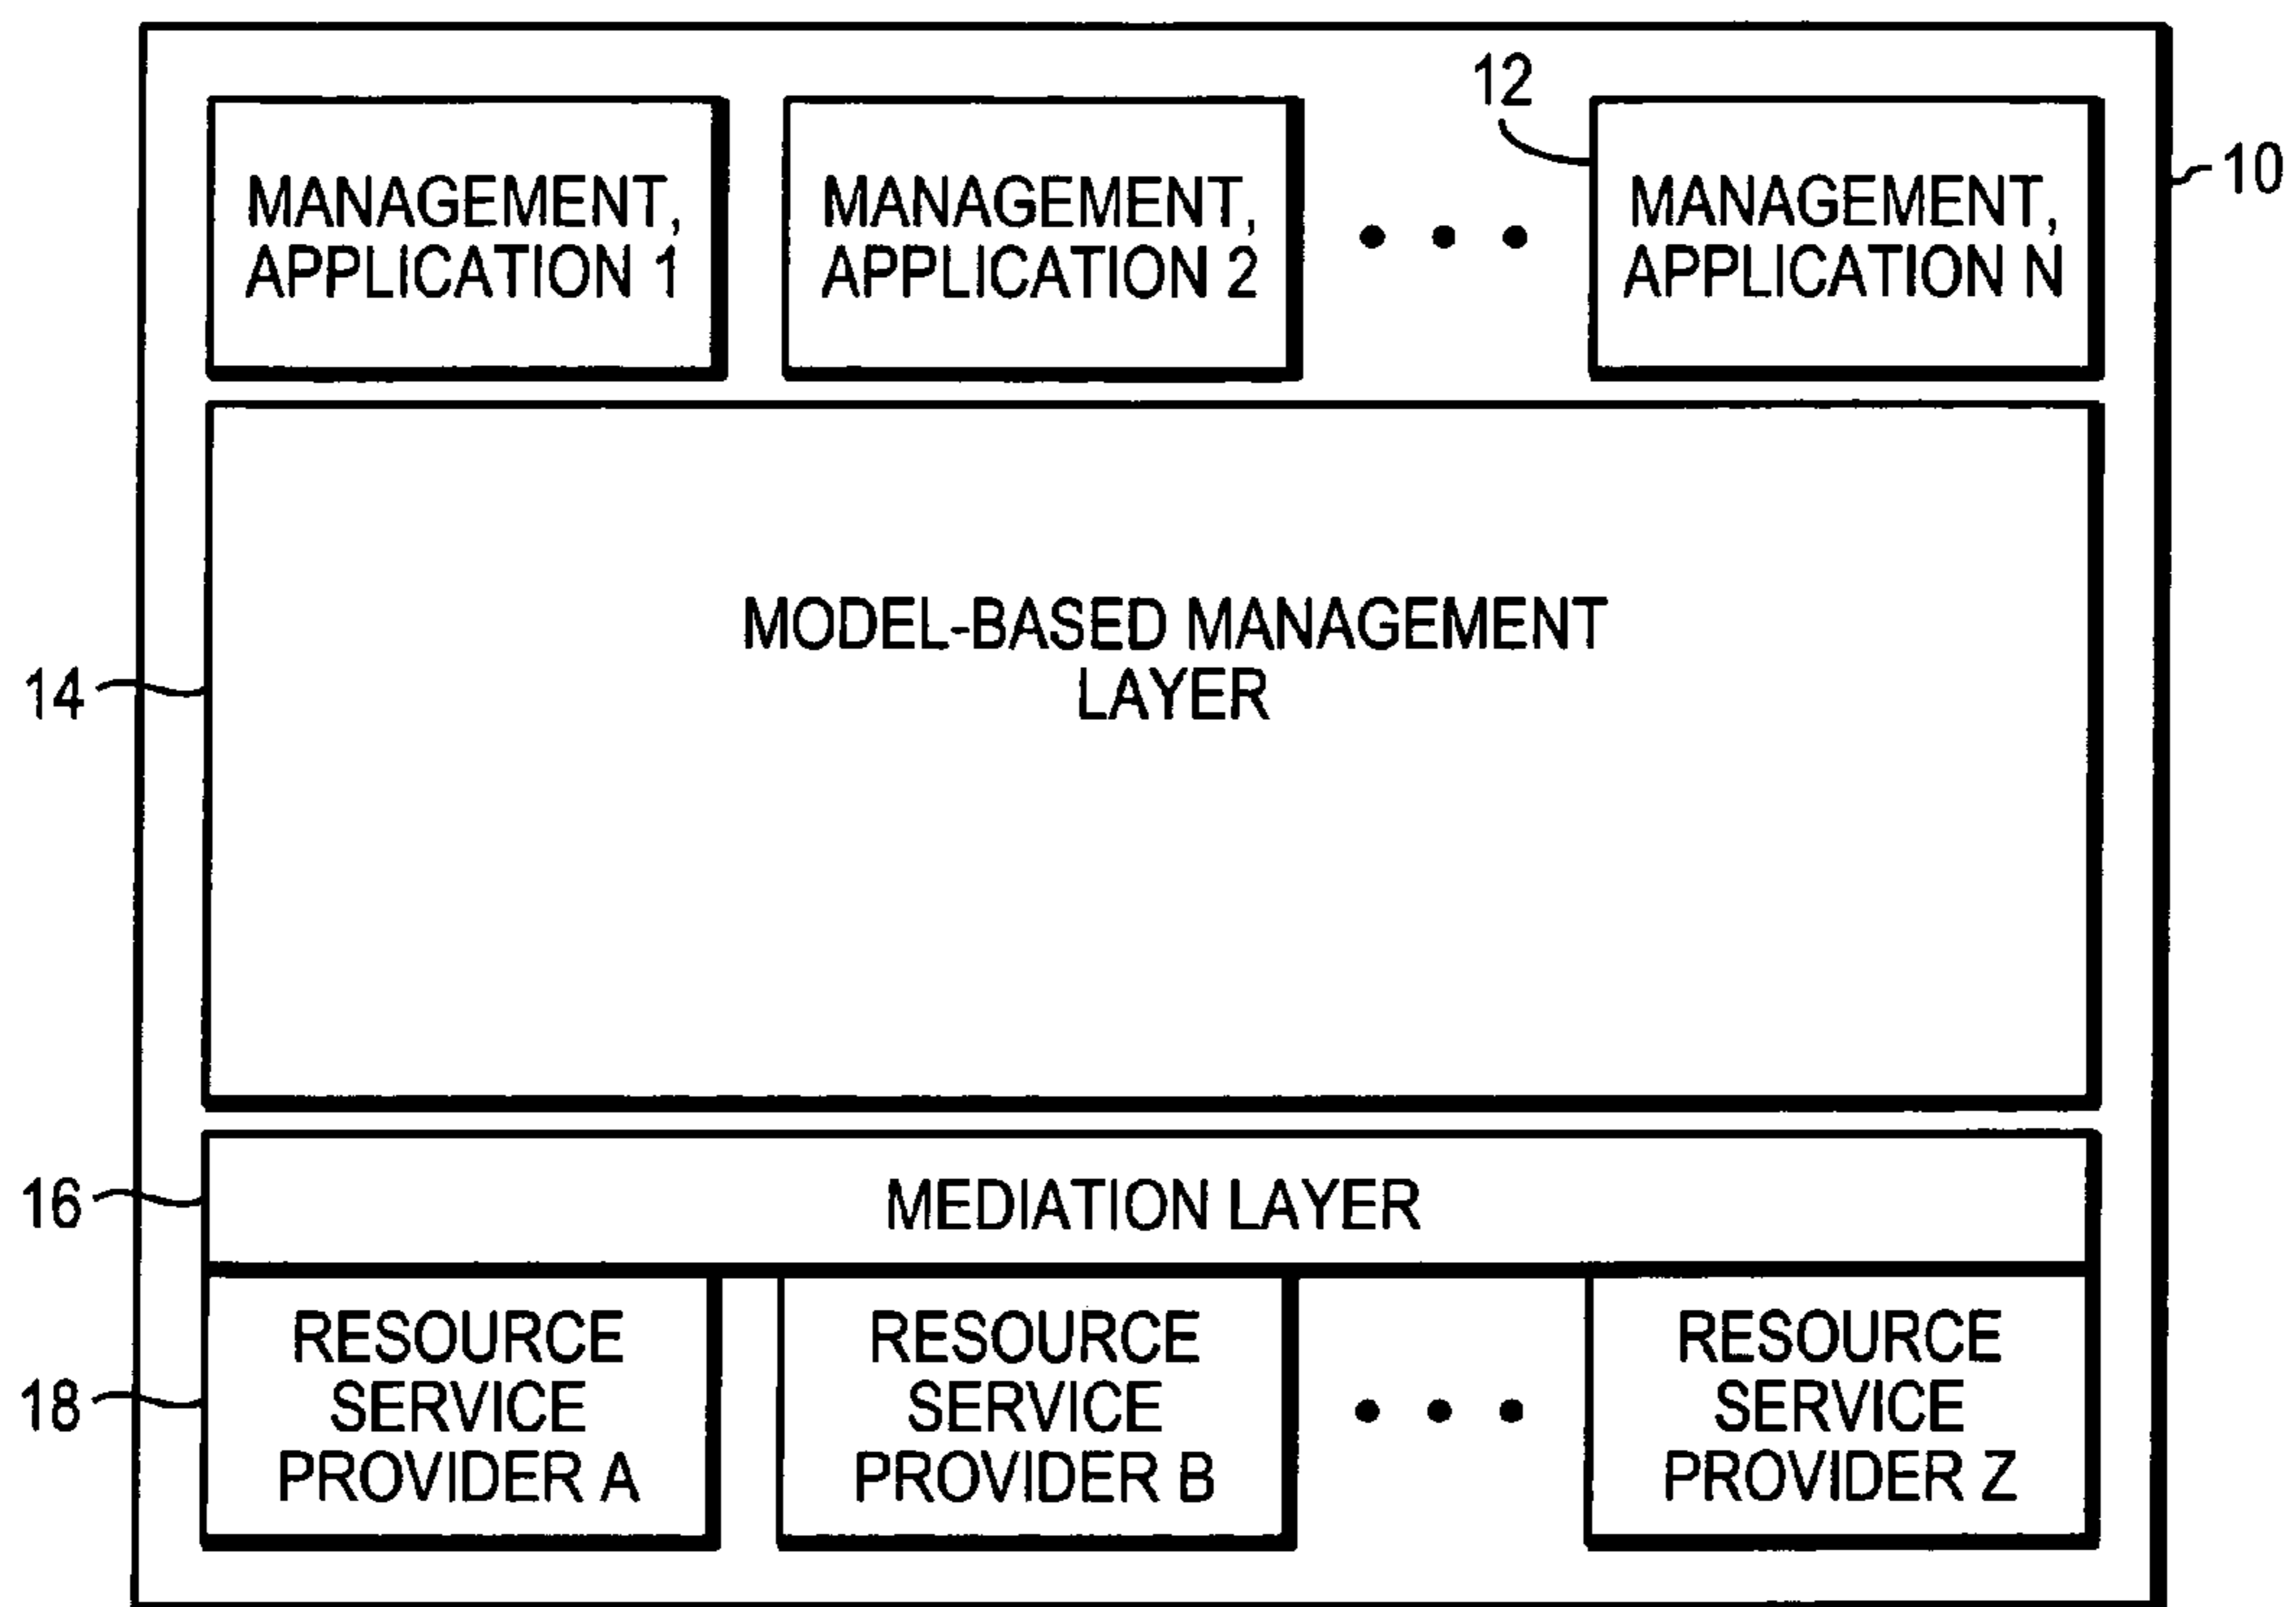 12
10
MANAGEMENT,
APPLICATION 1
MANAGEMENT,
APPLICATION 2
MANAGEMENT,
APPLICATION N
MODEL-BASED MANAGEMENT
LAYER
14
16
MEDIATION LAYER
18
RESOURCE
SERVICE
PROVIDER A
RESOURCE
SERVICE
PROVIDER B
RESOURCE
SERVICE
PROVIDER Z